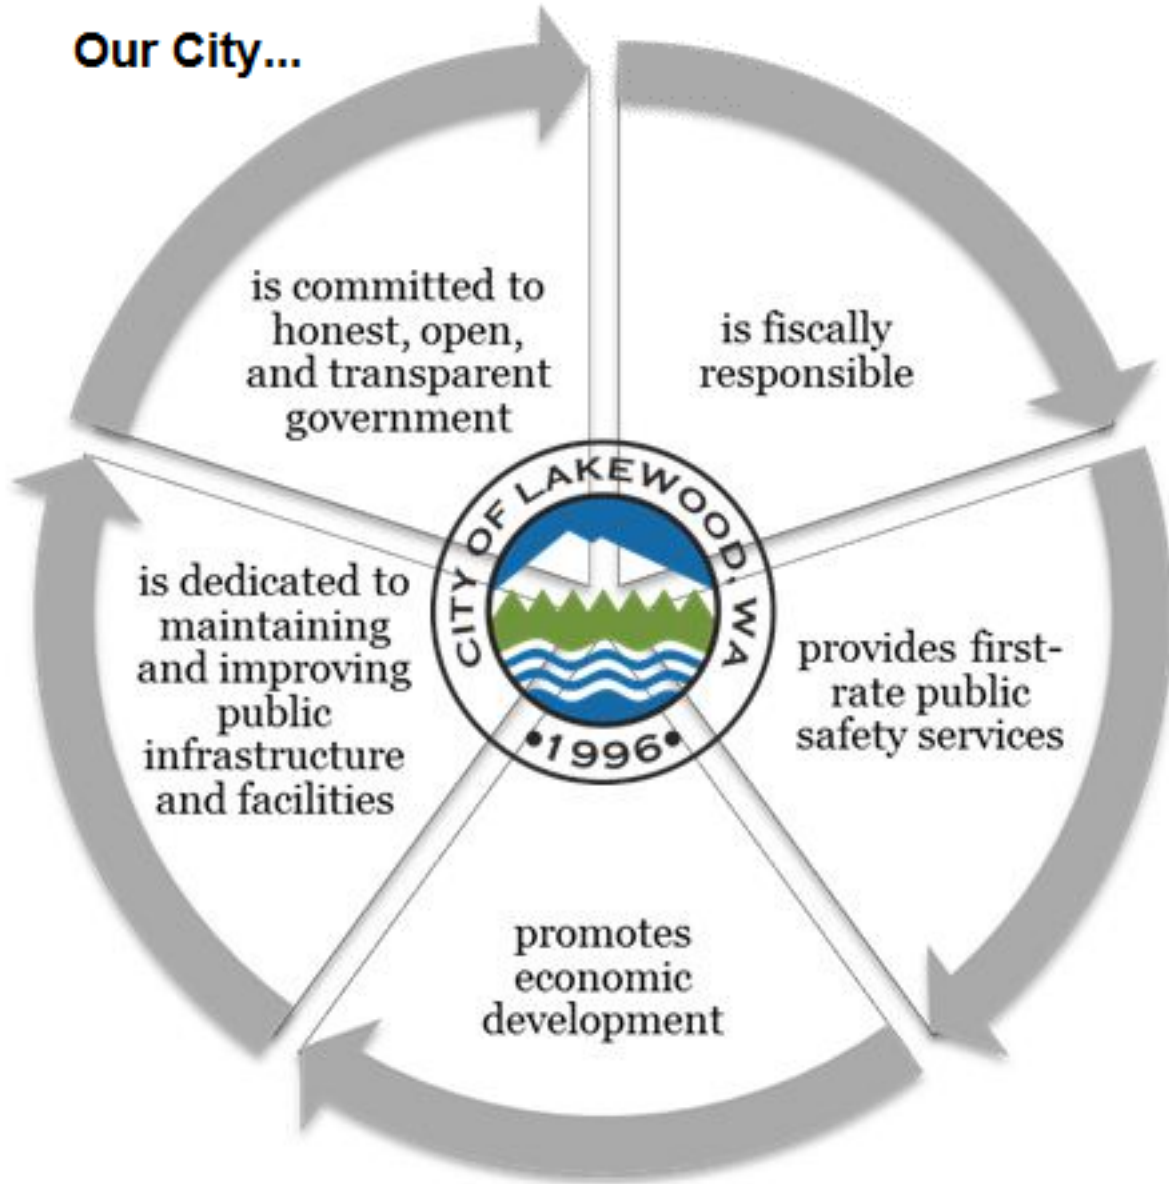 Our City...
is fiscally
responsible
provides first-
rate public
safety services
promotes
economic
development
is dedicated to
maintaining
and improving
public
infrastructure
and facilities
is committed to
honest, open,
and transparent
government
CITY OF LAKEWOOD, WA
•1996•